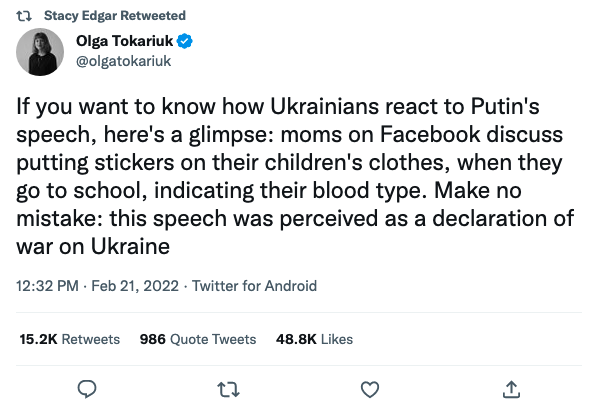 Stacy Edgar Retweeted
Olga Tokariuk
@olgatokariuk
If you want to know how Ukrainians react to Putin's
speech, here's a glimpse: moms on Facebook discuss
putting stickers on their children's clothes, when they
go to school, indicating their blood type. Make no
mistake: this speech was perceived as a declaration of
war on Ukraine
12:32 PM · Feb 21, 2022 · Twitter for Android
15.2K Retweets 986 Quote Tweets 48.8K Likes